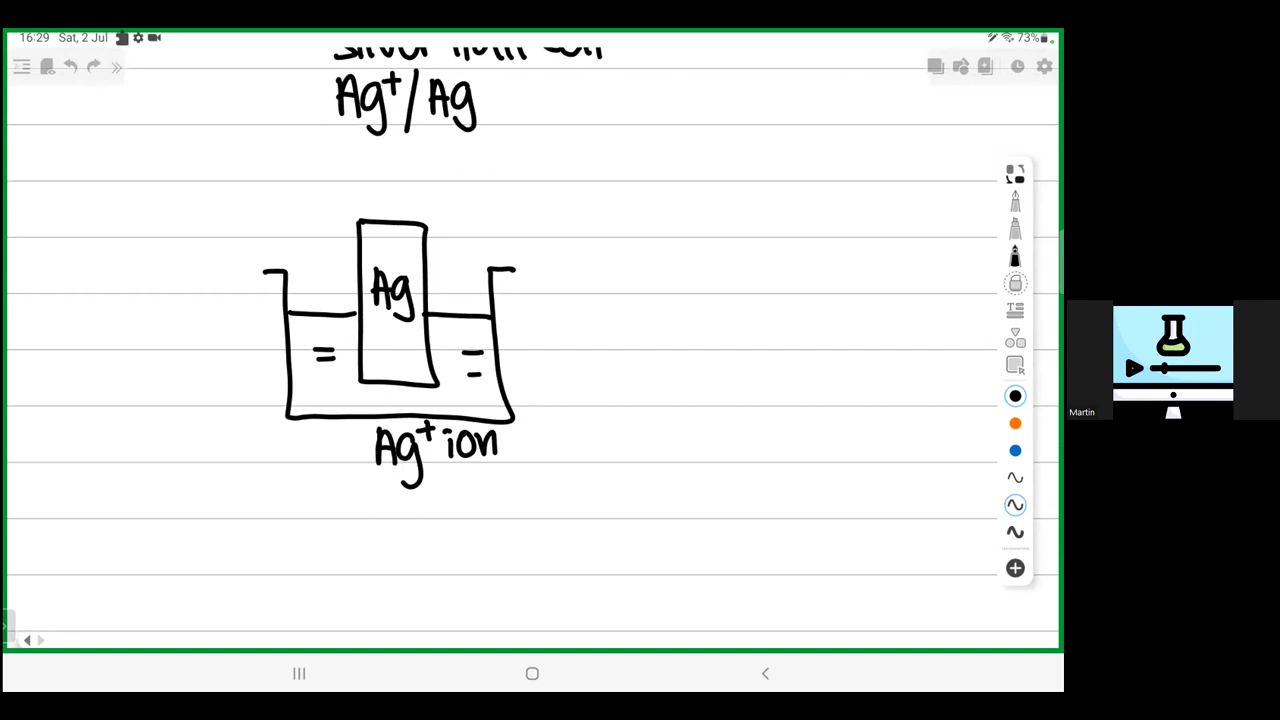 16:29 Sat, 2 Jul
73%
Ag⁺/Ag
Ag
=
=
Ag⁺ ion
Martin